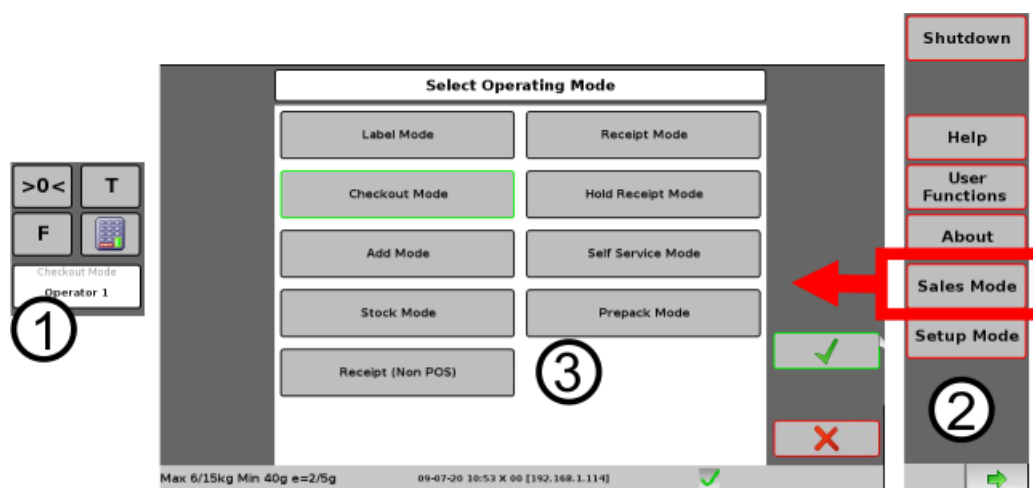 >0<
T
F
Checkout Mode
Operator 1
1
Select Operating Mode
Label Mode
Receipt Mode
Checkout Mode
Hold Receipt Mode
Add Mode
Self Service Mode
Stock Mode
Prepack Mode
Receipt (Non POS)
3
Max 6/15kg Min 40g e=2/5g
09-07-20 10:53 X 00 [192.168.1.114]
Shutdown
Help
User
Functions
About
Sales Mode
Setup Mode
2